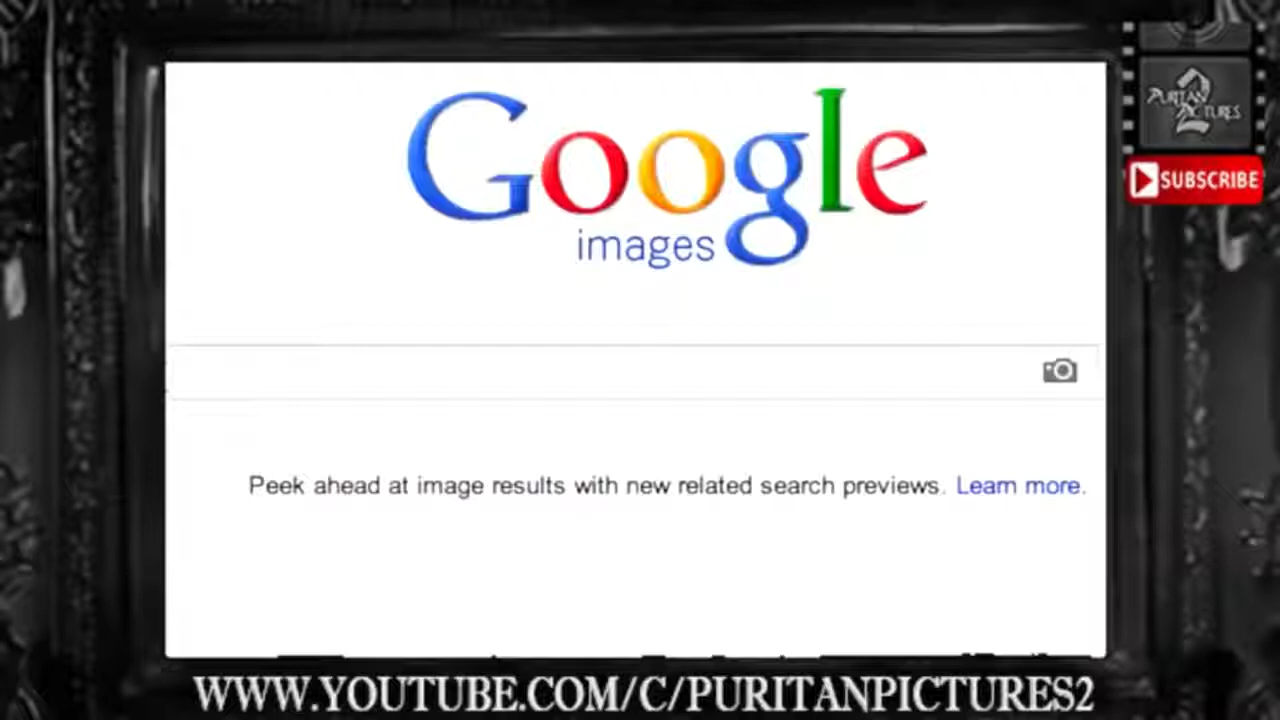 Google
images
Peek ahead at image results with new related search previews. Learn more.
PURITAN
2
PICTURES
SUBSCRIBE
WWW.YOUTUBE.COM/C/PURITANPICTURES2